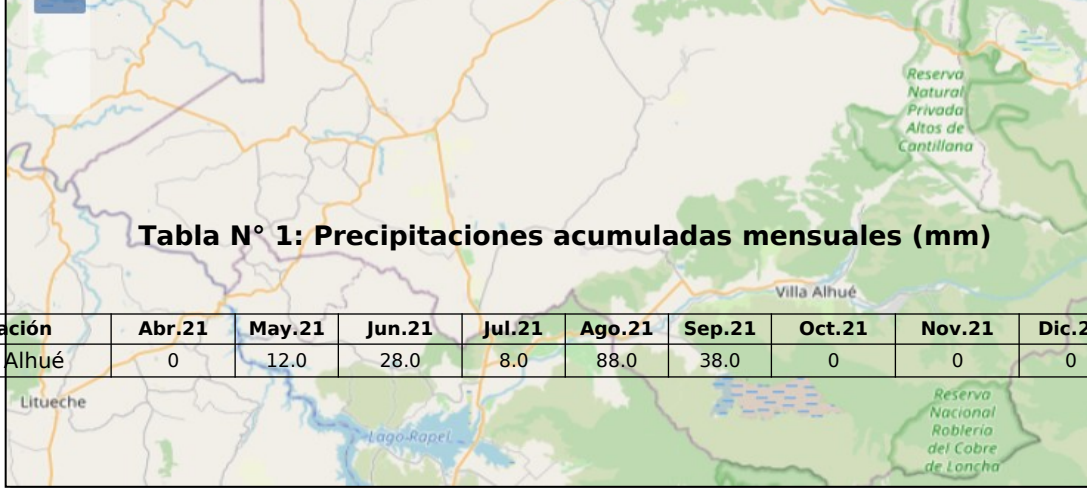 Reserva
Natural
Privada
Altos de
Cantillana
Tabla N° 1: Precipitaciones acumuladas mensuales (mm)
Villa Alhué
ación Abr.21 May.21 Jun.21 Jul.21 Ago.21 Sep.21 Oct.21 Nov.21 Dic.2
Alhué 0 12.0 28.0 8.0 88.0 38.0 0 0 0
Litueche
Lago Rapel
Reserva
Nacional
Roblería
del Cobre
de Loncha